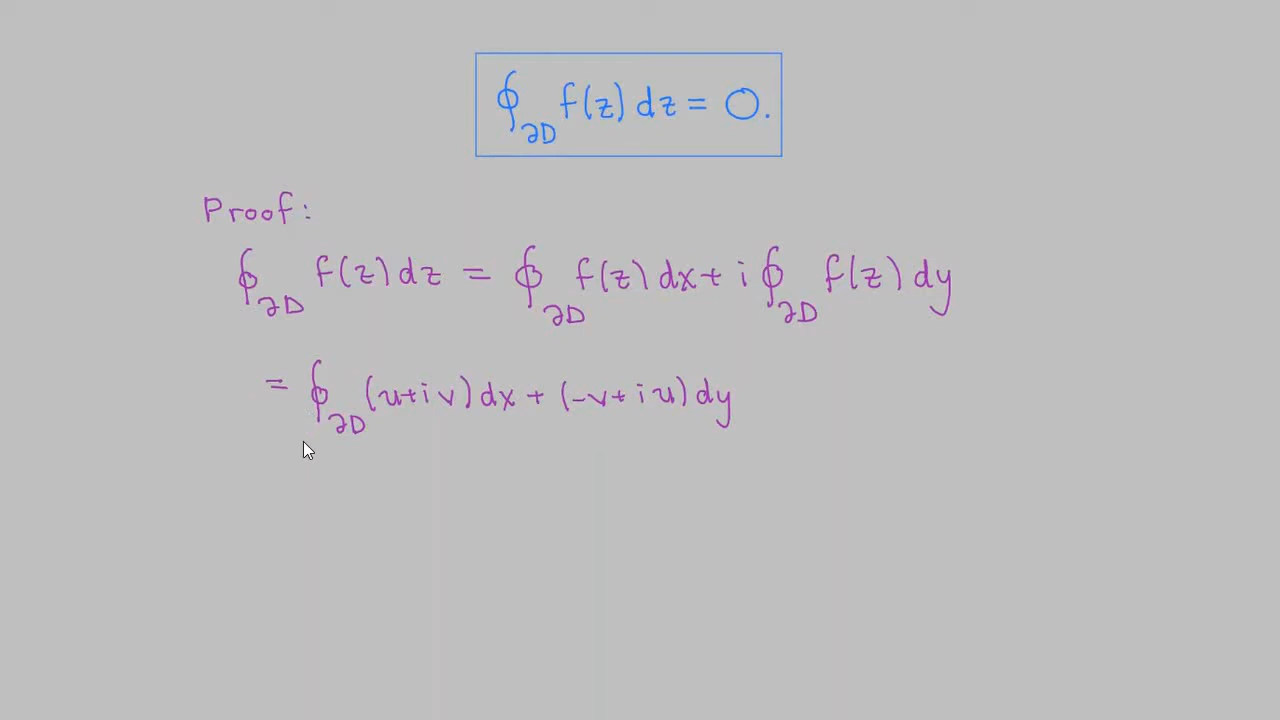 ∮_∂D f(z) dz = 0.
Proof:
∮_∂D f(z) dz = ∮_∂D f(z) dx + i ∮_∂D f(z) dy
= ∮_∂D (u+iv) dx + (-v+iu) dy